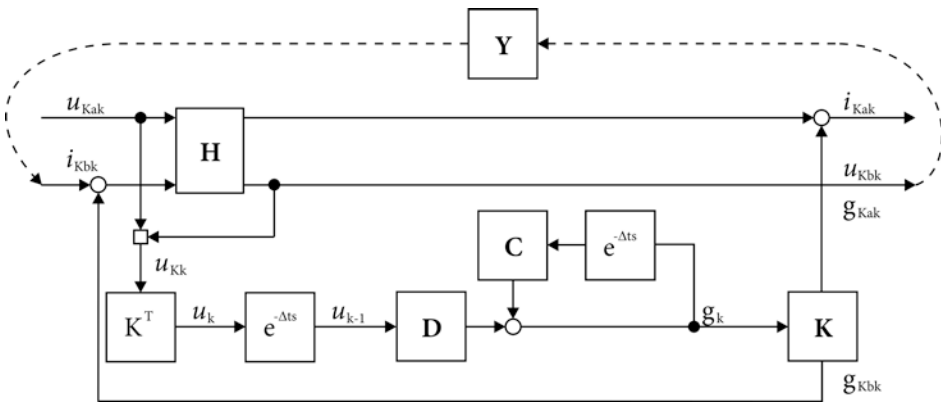 Y
u_Kak
i_Kak
H
i_Kbk
u_Kbk
g_Kak
C
e^-Δts
u_Kk
K^T
u_k
e^-Δts
u_k-1
D
g_k
K
g_Kbk